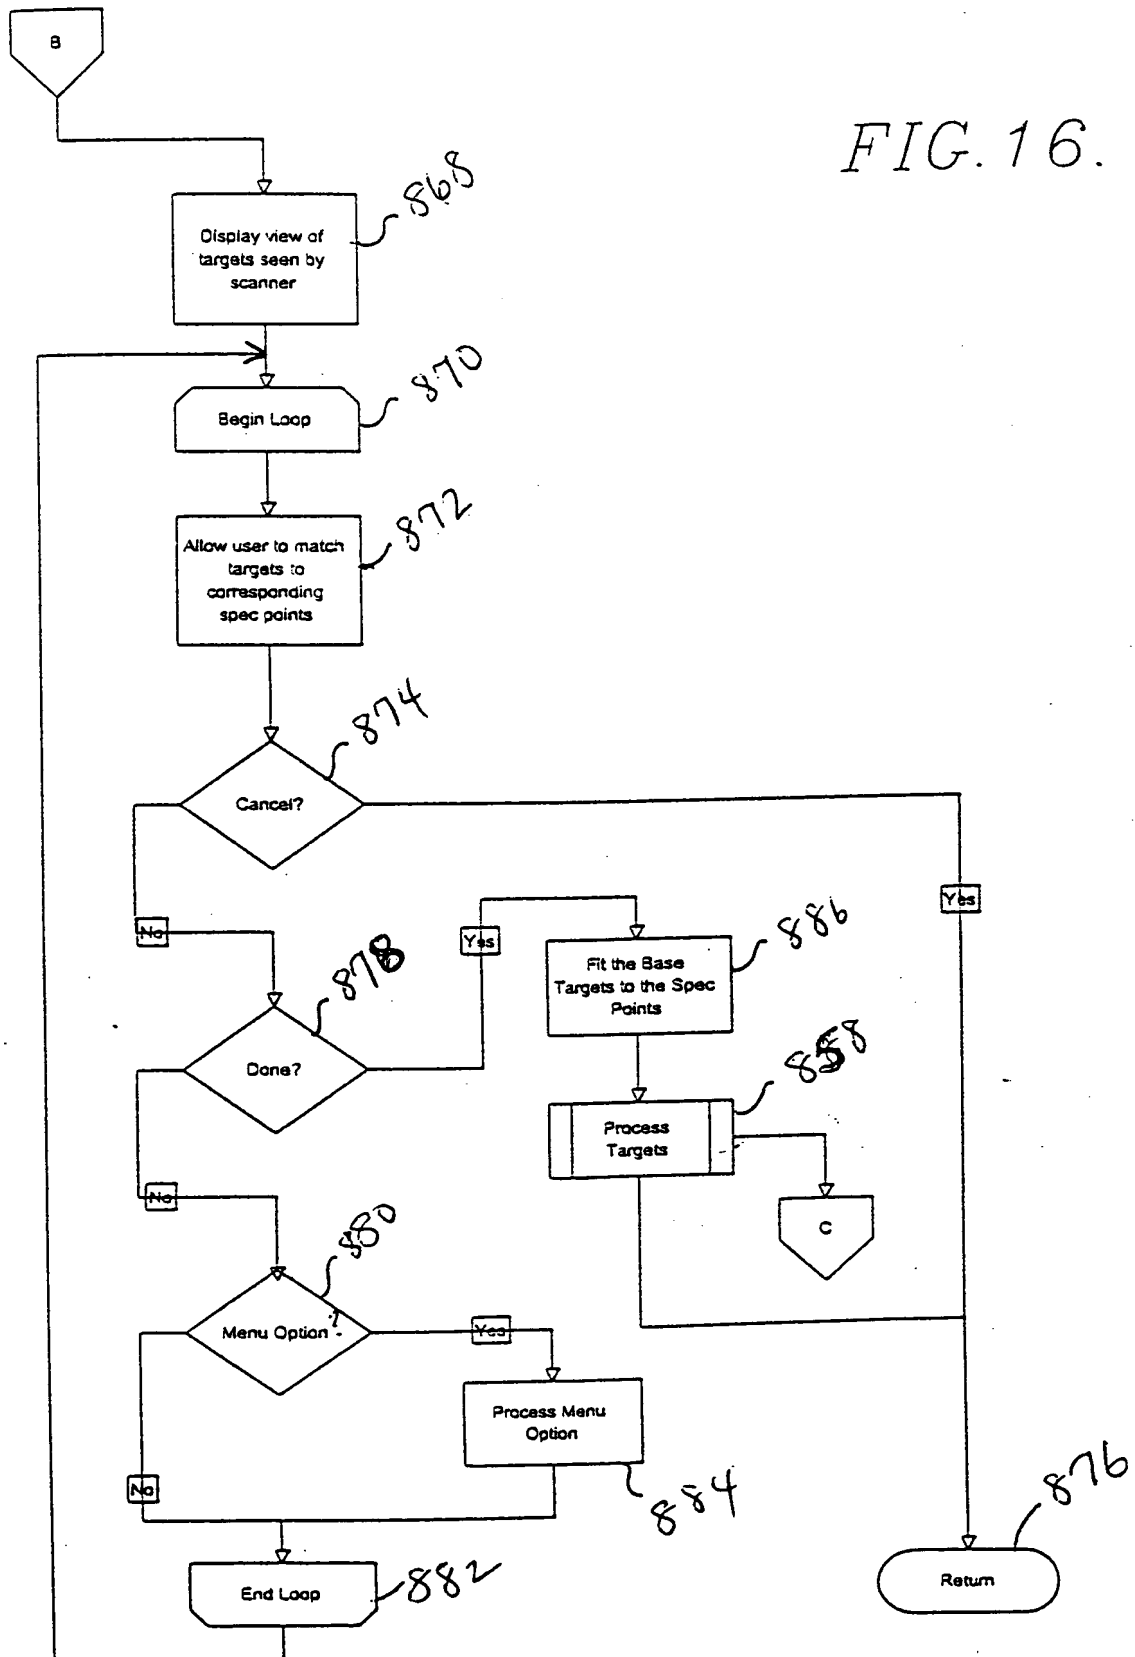 B
FIG. 16.
868
Display view of
targets seen by
scanner
870
Begin Loop
872
Allow user to match
targets to
corresponding
spec points
874
Cancel?
Yes
No
878
Yes
886
Fit the Base
Targets to the Spec
Points
Done?
858
Process
Targets
No
C
880
Menu Option?
Yes
Process Menu
Option
No
884
876
End Loop
882
Return